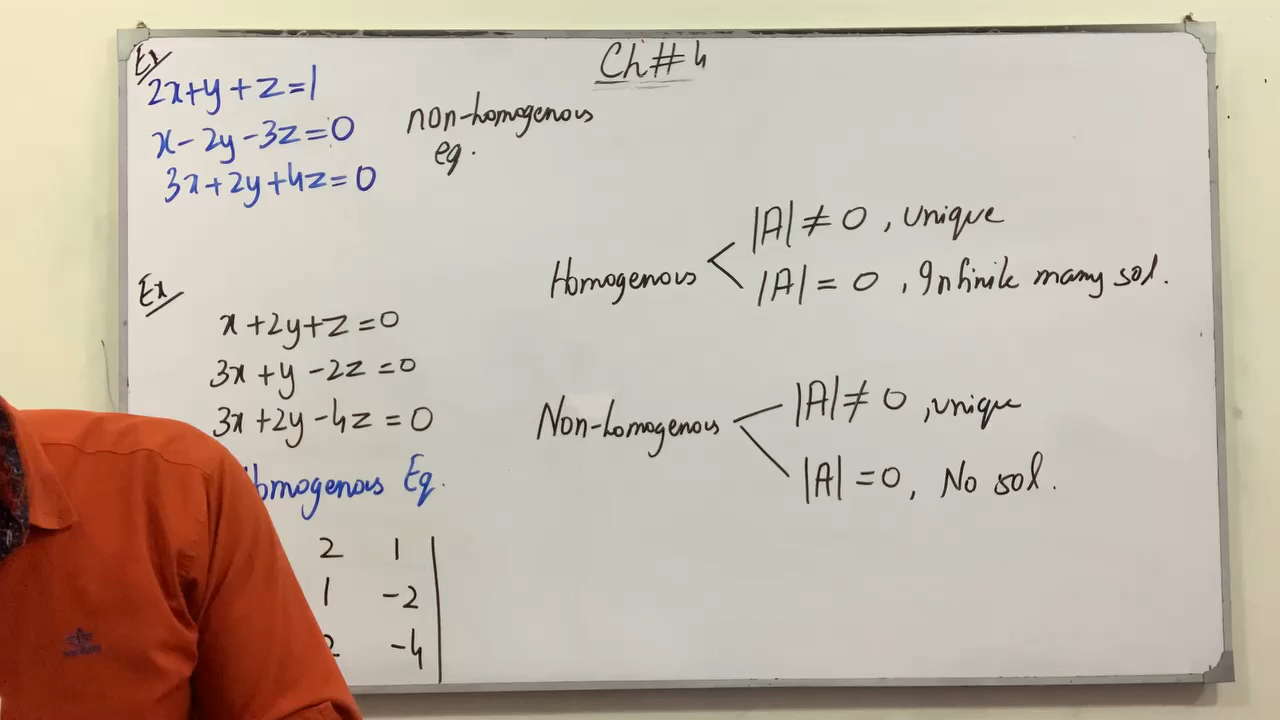 Ch#4
Ex
2x+y+z=1
x-2y-3z=0
3x+2y+4z=0
non-homogenous
eq.
Homogenous
|A|≠0, unique
|A|=0, Infinite many sol.
Ex
x+2y+z=0
3x+y-2z=0
3x+2y-4z=0
Non-homogenous
|A|≠0, unique
|A|=0, No sol.
omogenous Eq.
2 1
1 -2
2 -4